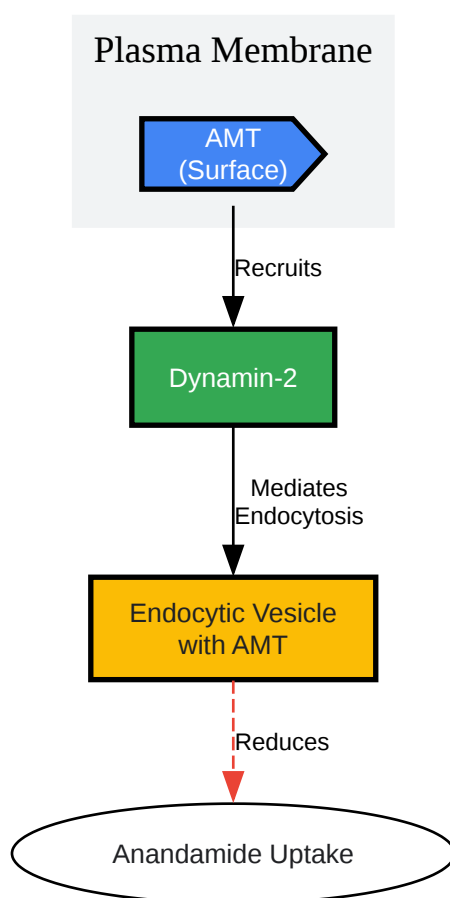 Plasma Membrane
AMT
(Surface)
Recruits
Dynamin-2
Mediates
Endocytosis
Endocytic Vesicle
with AMT
Reduces
Anandamide Uptake